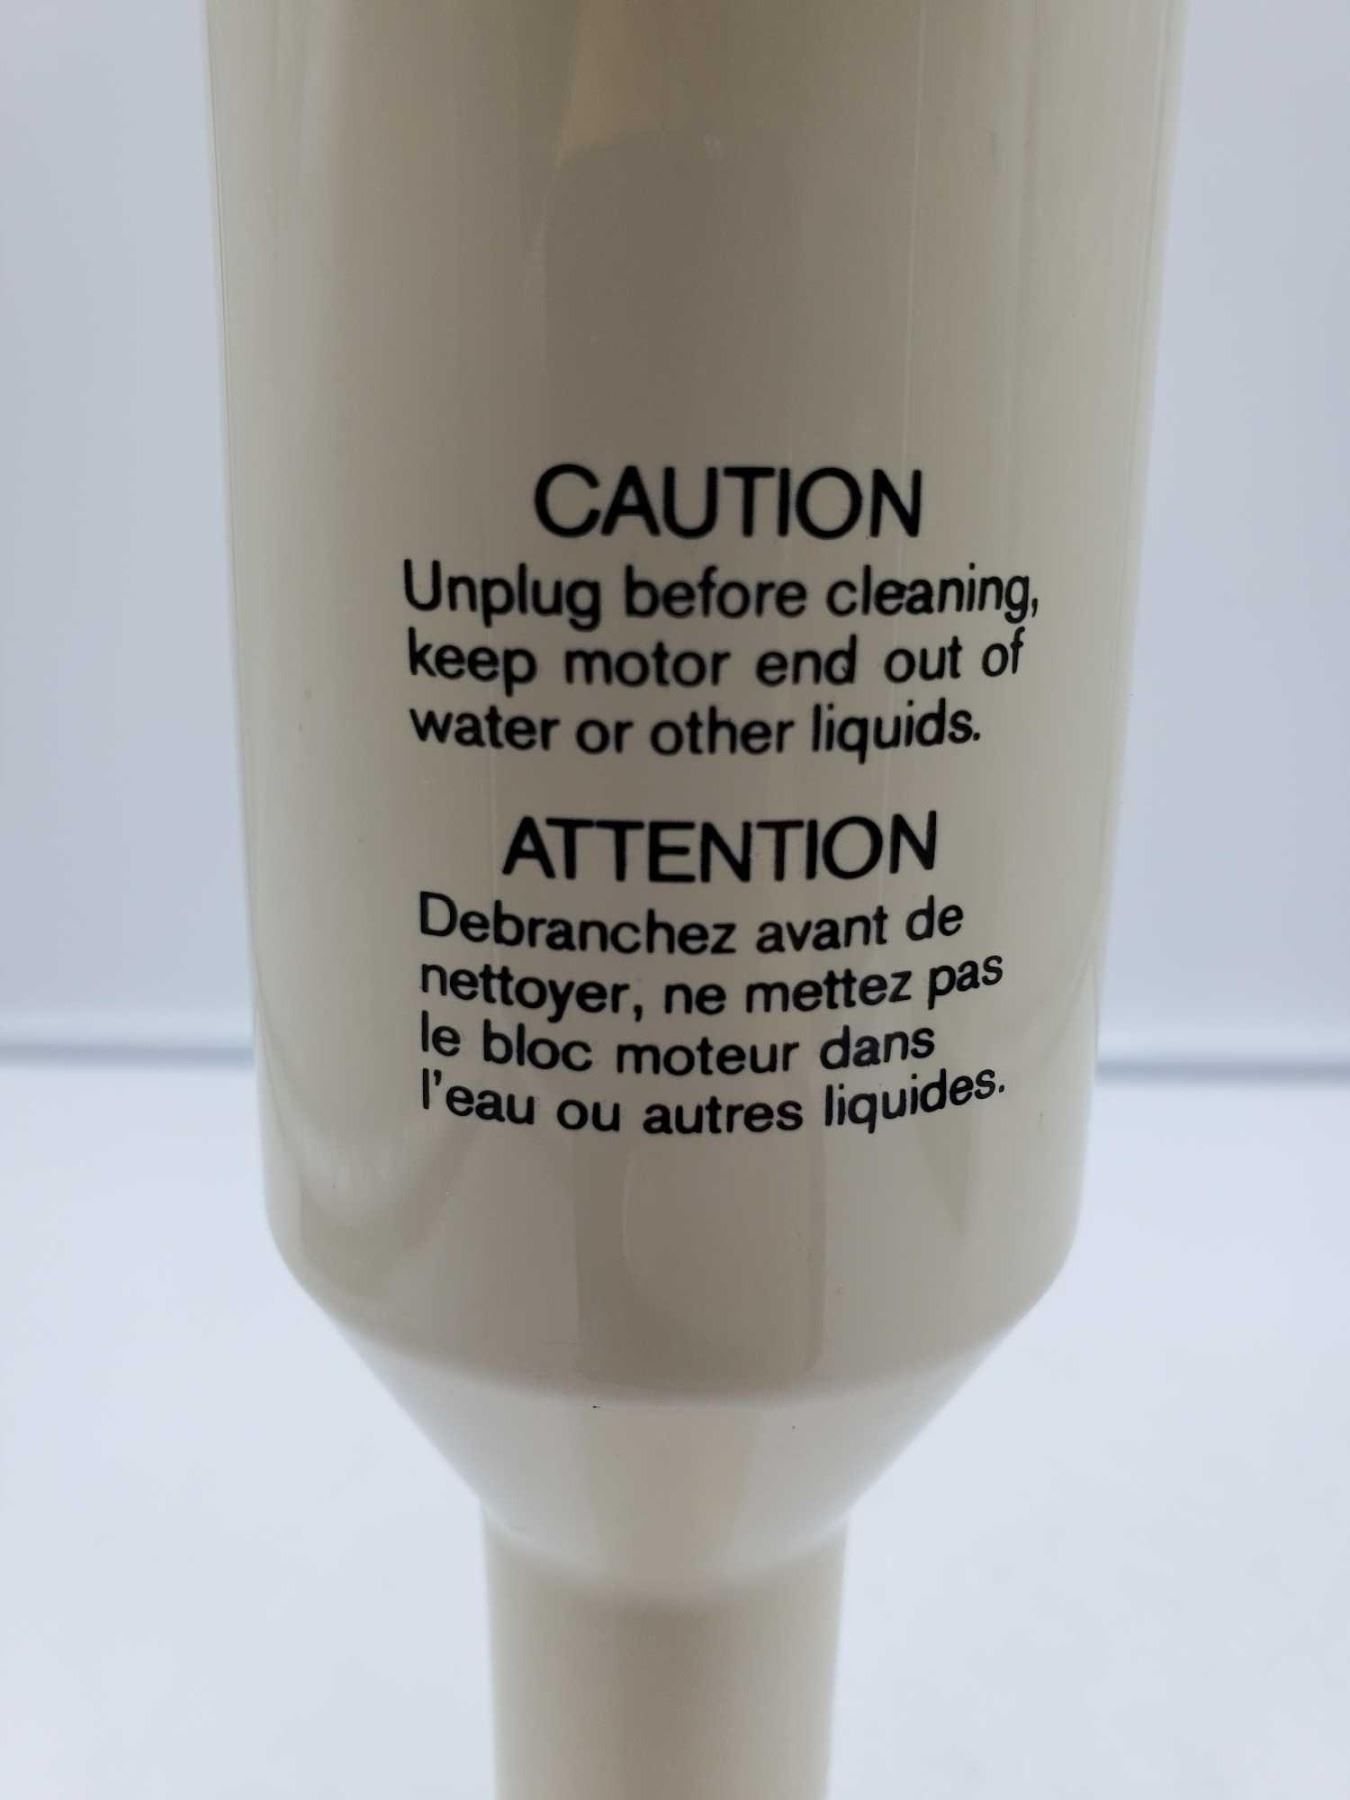 CAUTION
Unplug before cleaning,
keep motor end out of
water or other liquids.
ATTENTION
Debranchez avant de
nettoyer, ne mettez pas
le bloc moteur dans
l'eau ou autres liquides.